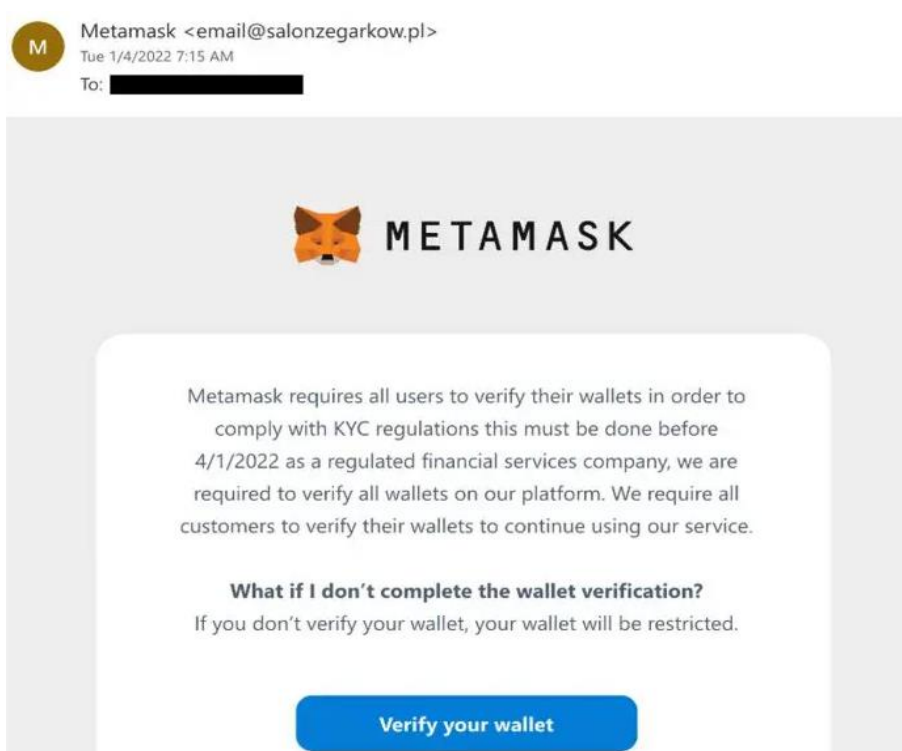 M
Metamask <email@salonzegarkow.pl>
Tue 1/4/2022 7:15 AM
To:
METAMASK
Metamask requires all users to verify their wallets in order to
comply with KYC regulations this must be done before
4/1/2022 as a regulated financial services company, we are
required to verify all wallets on our platform. We require all
customers to verify their wallets to continue using our service.
What if I don't complete the wallet verification?
If you don't verify your wallet, your wallet will be restricted.
Verify your wallet